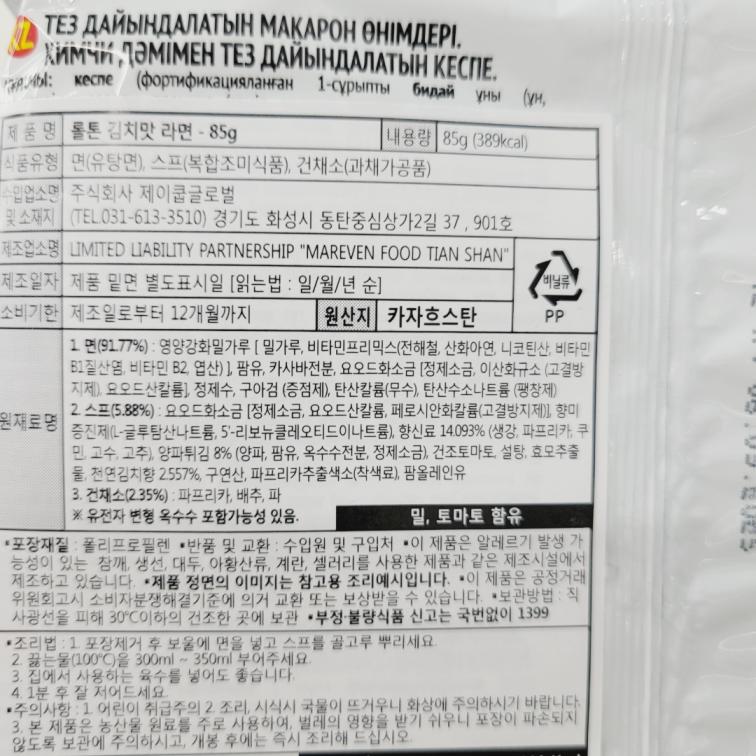 ТЕЗ ДАЙЫНДАЛАТЫН МАҚАРОН ӨНІМДЕРІ.
КИМЧИ ДӘМІМЕН ТЕЗ ДАЙЫНДАЛАТЫН КЕСПЕ.
кеспе (фортификацияланған 1-сұрыпты бидай ұны (ұн,
제 품 명 롤톤 김치맛 라면 - 85g 내용량 85g (389kcal)
식품유형 면(유탕면), 스프(복합조미식품), 건채소(과채가공품)
수입업소명 주식회사 제이쿱글로벌
및 소재지 (TEL.031-613-3510) 경기도 화성시 동탄중심상가2길 37 , 901호
제조업소명 LIMITED LIABILITY PARTNERSHIP "MAREVEN FOOD TIAN SHAN"
제조일자 제품 밑면 별도표시일 [읽는법 : 일/월/년 순]
비닐류
PP
소비기한 제조일로부터 12개월까지 원산지 카자흐스탄
원재료명
1. 면(91.77%) : 영양강화밀가루 [ 밀가루, 비타민프리믹스(전해철, 산화아연, 니코틴산, 비타민
B1질산염, 비타민 B2, 엽산) ], 팜유, 카사바전분, 요오드화소금 [정제소금, 이산화규소 (고결방
지제), 요오드산칼륨], 정제수, 구아검 (증점제), 탄산칼륨(무수), 탄산수소나트륨 (팽창제)
2. 스프(5.88%) : 요오드화소금 [정제소금, 요오드산칼륨, 페로시안화칼륨(고결방지제)], 향미
증진제(L-글루탐산나트륨, 5'-리보뉴클레오티드이나트륨), 향신료 14.093% (생강, 파프리카, 쿠
민, 고수, 고추), 양파튀김 8% (양파, 팜유, 옥수수전분, 정제소금), 건조토마토, 설탕, 효모추출
물, 천연김치향 2.557%, 구연산, 파프리카추출색소(착색료), 팜올레인유
3. 건채소(2.35%) : 파프리카, 배추, 파
※ 유전자 변형 옥수수 포함가능성 있음. 밀, 토마토 함유
▪포장재질 : 폴리프로필렌 ▪반품 및 교환 : 수입원 및 구입처 ▪이 제품은 알레르기 발생 가
능성이 있는 참깨, 생선, 대두, 아황산류, 계란, 셀러리를 사용한 제품과 같은 제조시설에서
제조하고 있습니다. ▪제품 정면의 이미지는 참고용 조리예시입니다. ▪이 제품은 공정거래
위원회고시 소비자분쟁해결기준에 의거 교환 또는 보상받을 수 있습니다. ▪보관방법 : 직
사광선을 피해 30℃이하의 건조한 곳에 보관 ▪부정·불량식품 신고는 국번없이 1399
▪조리법 : 1. 포장제거 후 보울에 면을 넣고 스프를 골고루 뿌리세요.
2. 끓는물(100℃)을 300ml ~ 350ml 부어주세요.
3. 집에서 사용하는 육수를 넣어도 좋습니다.
4. 1분 후 잘 저어드세요.
▪주의사항 : 1. 어린이 취급주의 2. 조리, 시식시 국물이 뜨거우니 화상에 주의하시기 바랍니다.
3. 본 제품은 농산물 원료를 주로 사용하여, 벌레의 영향을 받기 쉬우니 포장이 파손되지
않도록 보관에 주의하시고, 개봉 후에는 즉시 조리해 드십시오.